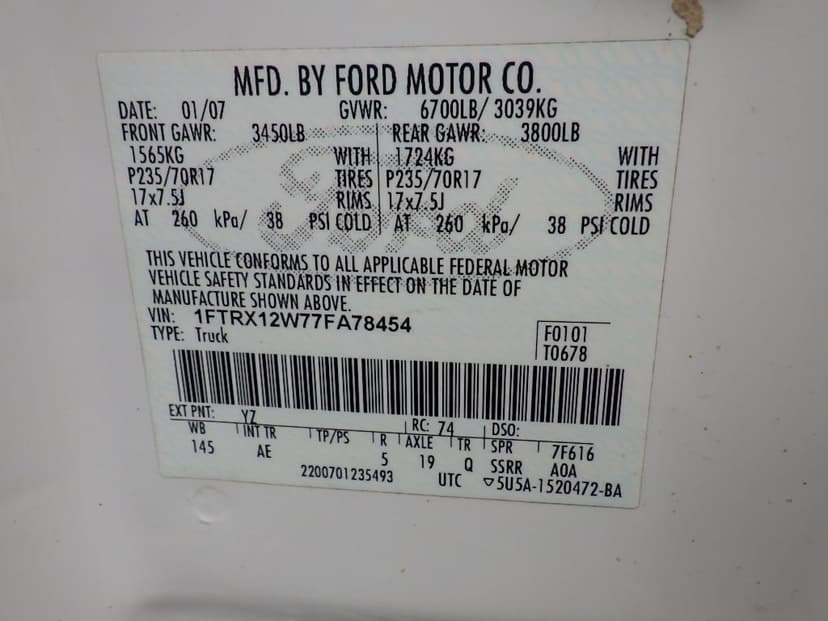 MFD. BY FORD MOTOR CO.
DATE: 01/07 GVWR: 6700LB/ 3039KG
FRONT GAWR: 3450LB REAR GAWR: 3800LB
1565KG WITH 1724KG WITH
P235/70R17 TIRES P235/70R17 TIRES
17x7.5J RIMS 17x7.5J RIMS
AT 260 kPa/ 38 PSI COLD AT 260 kPa/ 38 PSI COLD
THIS VEHICLE CONFORMS TO ALL APPLICABLE FEDERAL MOTOR
VEHICLE SAFETY STANDARDS IN EFFECT ON THE DATE OF
MANUFACTURE SHOWN ABOVE.
VIN: 1FTRX12W77FA78454
TYPE: Truck
F0101
T0678
EXT PNT: YZ RC: 74 DSO:
WB INT TR TP/PS R AXLE TR SPR 7F616
145 AE 5 19 Q SSRR A0A
2200701235493 UTC ▽5U5A-1520472-BA
Ford